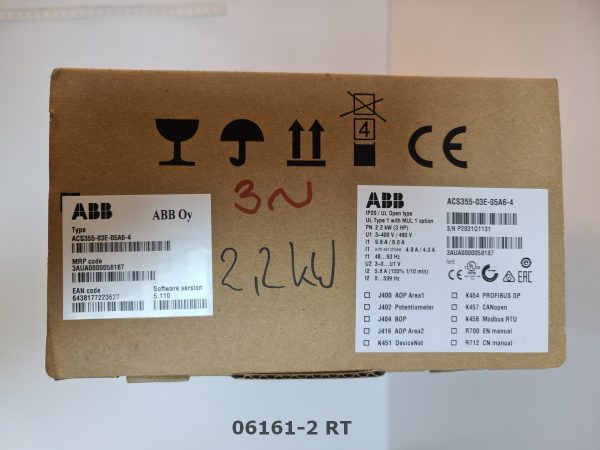 4
CE
3~
2,2 kW
ABB
ABB Oy
Type
ACS355-03E-05A6-4
MRP code
3AUA0000058187
EAN code
6438177223627
Software version
5.110
ABB
ACS355-03E-05A6-4
IP20 / UL Open type
UL Type 1 with MUL 1 option
PN 2.2 kW (3 HP)
U1 3~400 V / 480 V
I1 9.6 A / 8.0 A
I1 with ext.choke . 4.8 A / 4.0 A
f1 48...63 Hz
U2 3~0...U1 V
I2 5.6 A (150% 1/10 min)
f2 0...599 Hz
S/N P2031G1131
3AUA0000058187
J400 AOP Area1
J402 Potentiometer
J404 BOP
J416 AOP Area2
K451 DeviceNet
K454 PROFIBUS DP
K457 CANopen
K458 Modbus RTU
R700 EN manual
R712 CN manual
06161-2 RT